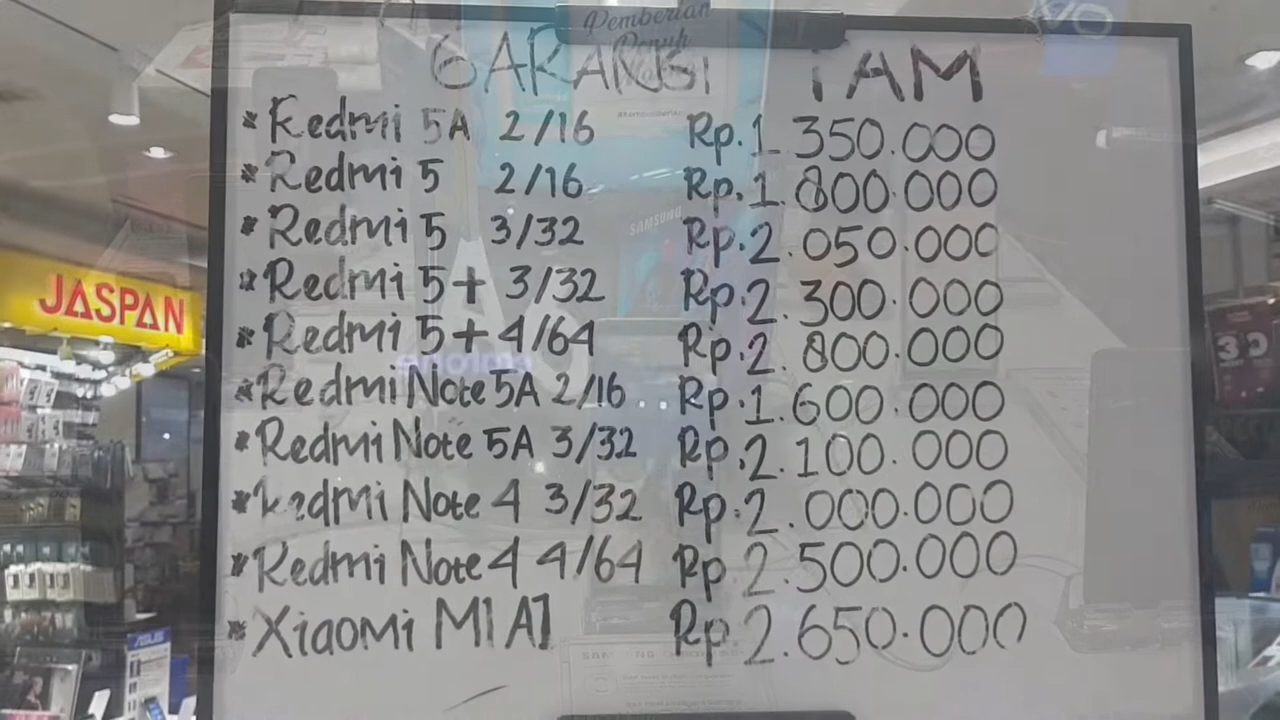 Pemberian
Penuh
GARANSI TAM
* Redmi 5A 2/16 Rp. 1.350.000
* Redmi 5 2/16 Rp. 1.800.000
* Redmi 5 3/32 Rp. 2.050.000
* Redmi 5+ 3/32 Rp. 2.300.000
* Redmi 5+ 4/64 Rp. 2.800.000
* Redmi Note 5A 2/16 Rp. 1.600.000
* Redmi Note 5A 3/32 Rp. 2.100.000
* Redmi Note 4 3/32 Rp. 2.000.000
* Redmi Note 4 4/64 Rp 2.500.000
* Xiaomi MI A1 Rp. 2.650.000
JASPAN
SAMSUNG
ASUS